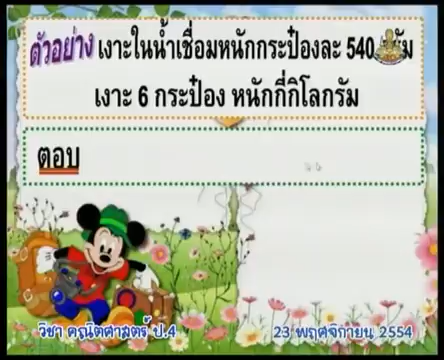 ตัวอย่าง เงาะในน้ำเชื่อมหนักกระป๋องละ 540
เงาะ 6 กระป๋อง หนักกี่กิโลกรัม
ตอบ
วิชา คณิตศาสตร์ ป.4
23 พฤศจิกายน 2554